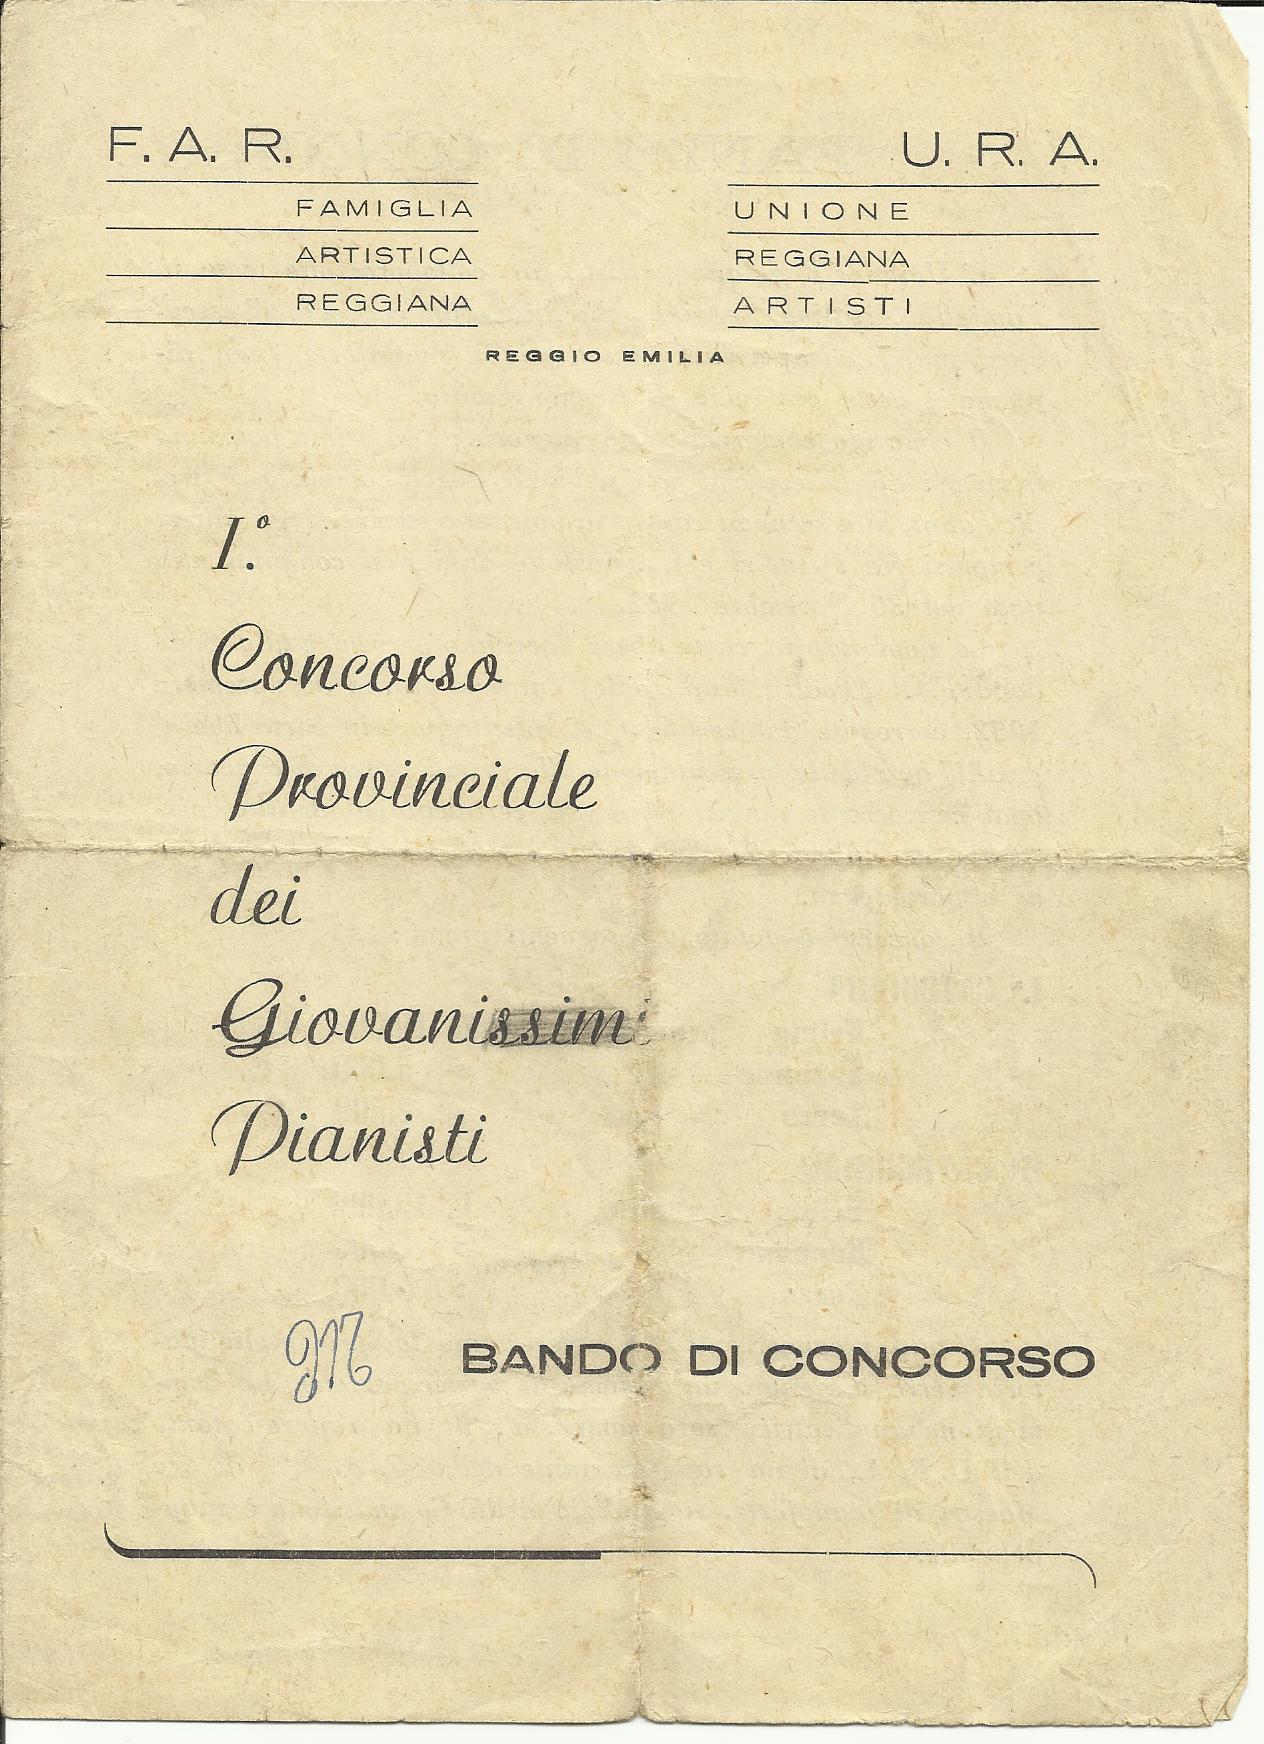 F. A. R.
FAMIGLIA
ARTISTICA
REGGIANA
U. R. A.
UNIONE
REGGIANA
ARTISTI
REGGIO EMILIA
I.º
Concorso
Provinciale
dei
Giovanissimi
Pianisti
BANDO DI CONCORSO